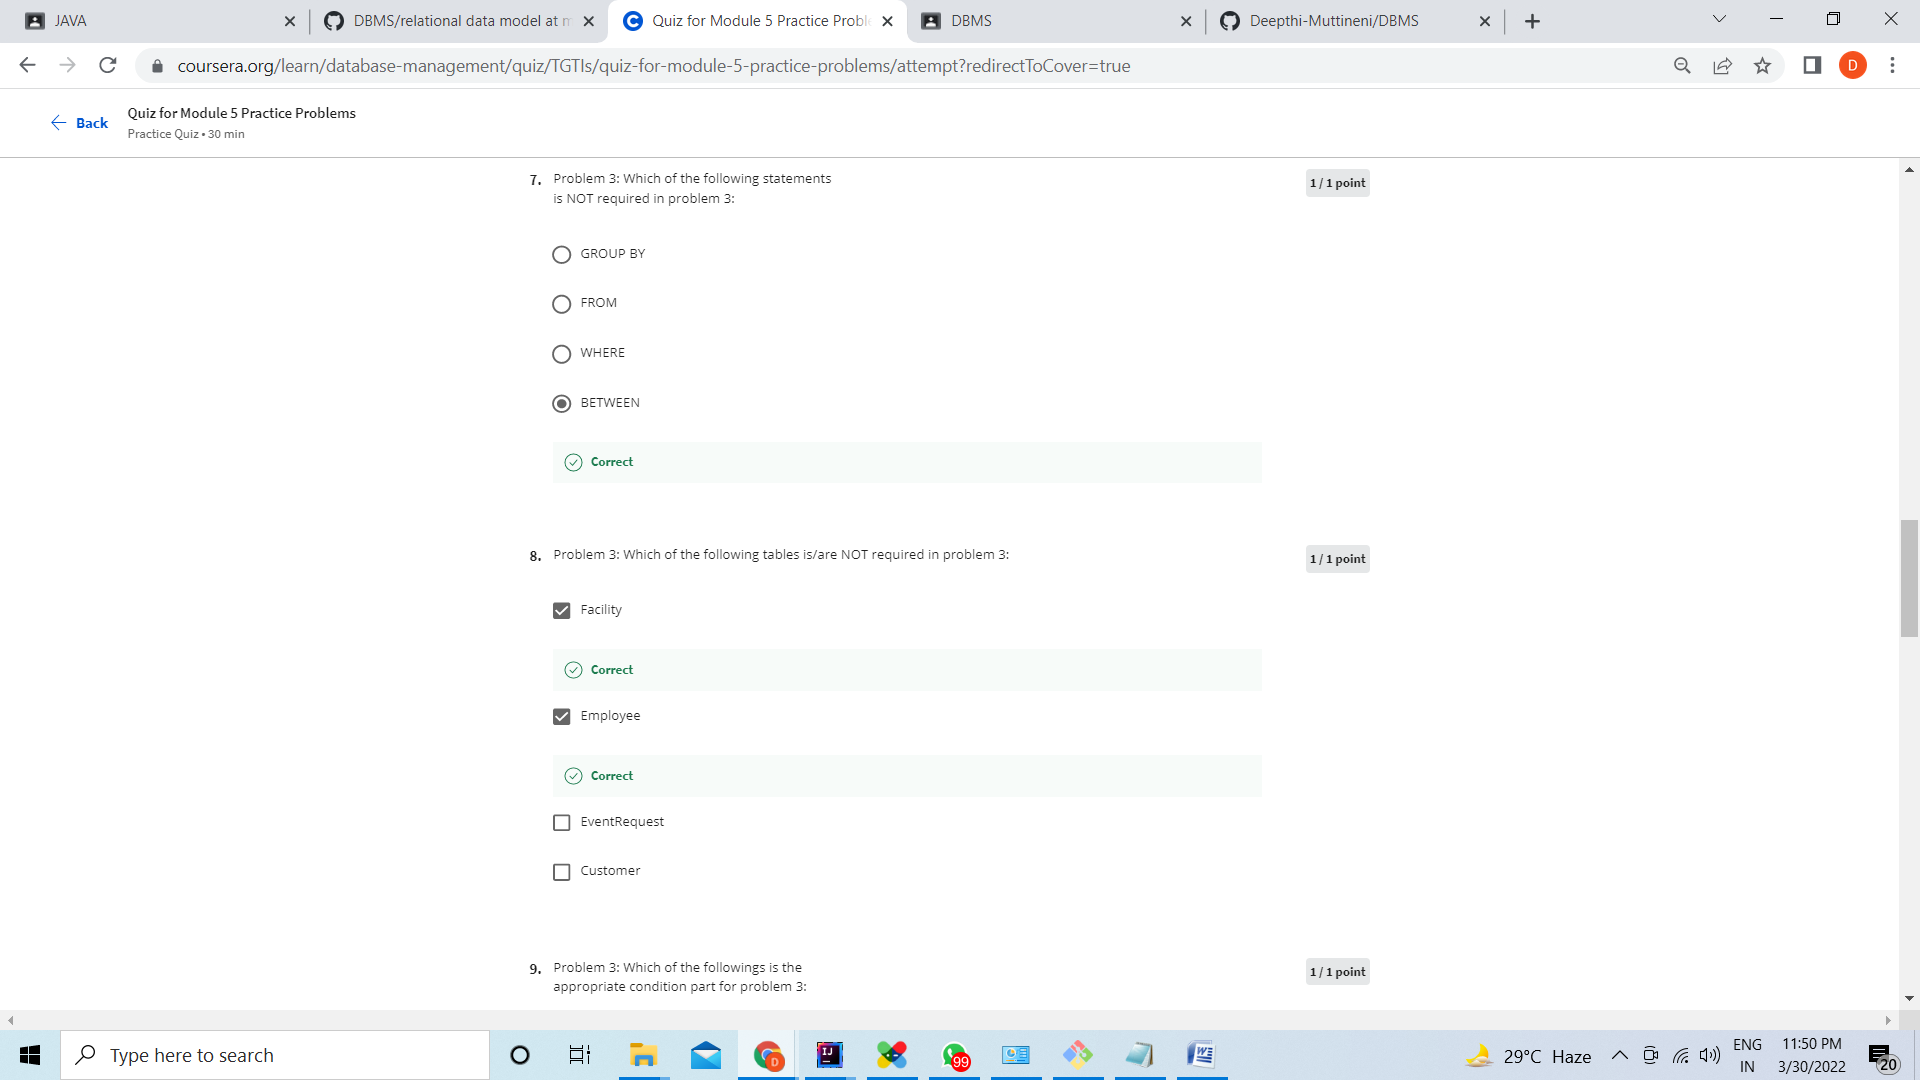 JAVA
DBMS/relational data model at m
Quiz for Module 5 Practice Proble
DBMS
Deepthi-Muttineni/DBMS
coursera.org/learn/database-management/quiz/TGTIs/quiz-for-module-5-practice-problems/attempt?redirectToCover=true
D
Back
Quiz for Module 5 Practice Problems
Practice Quiz • 30 min
7. Problem 3: Which of the following statements
is NOT required in problem 3:
1 / 1 point
GROUP BY
FROM
WHERE
BETWEEN
Correct
8. Problem 3: Which of the following tables is/are NOT required in problem 3:
1 / 1 point
Facility
Correct
Employee
Correct
EventRequest
Customer
9. Problem 3: Which of the followings is the
appropriate condition part for problem 3:
1 / 1 point
Type here to search
D
IJ
99
W
29°C Haze
ENG
IN
11:50 PM
3/30/2022
20